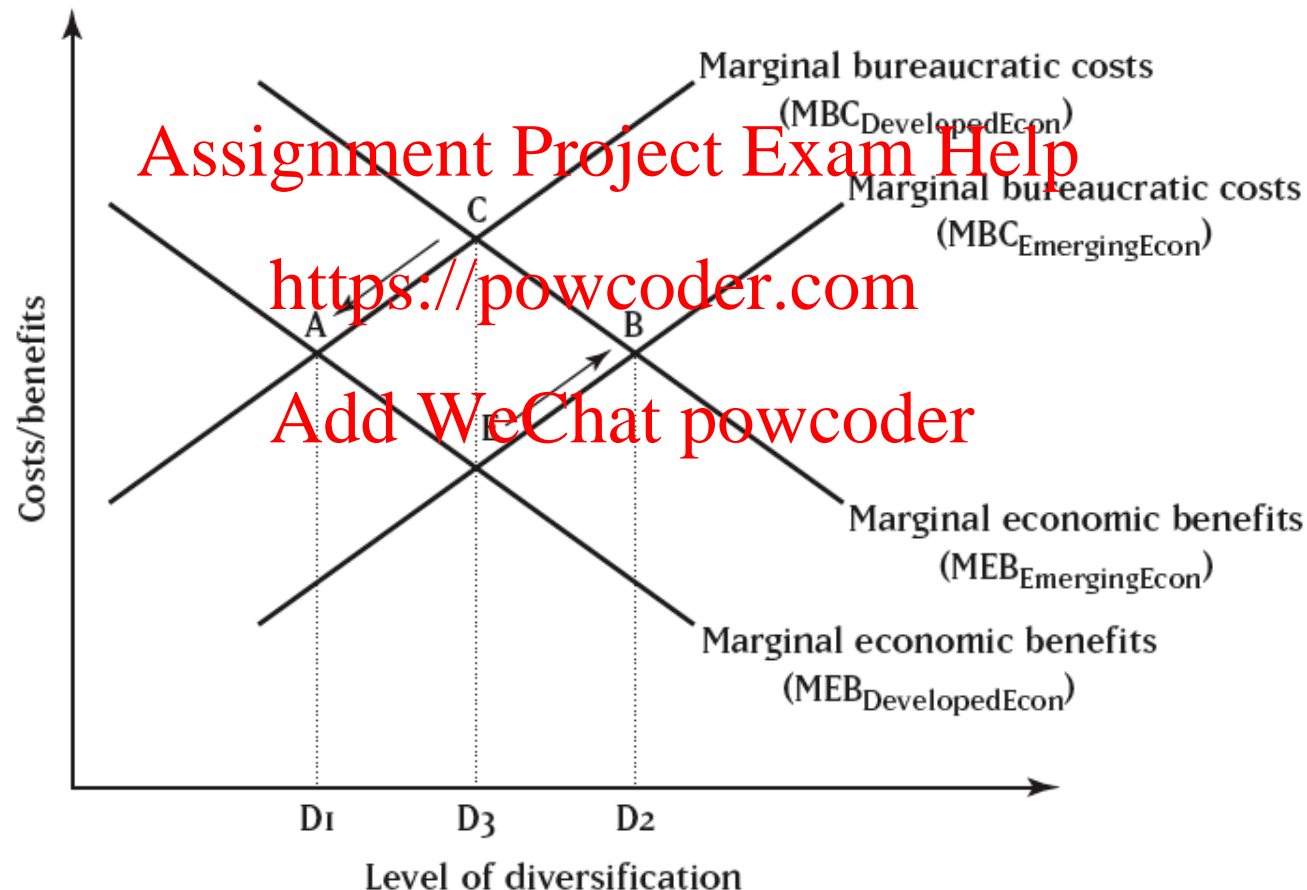 Marginal bureaucratic costs
(MBCDevelopedEcon)
Assignment Project Exam Help
Marginal bureaucratic costs
(MBCEmergingEcon)
C
https://powcoder.com
A
B
Add WeChat powcoder
Costs/benefits
Marginal economic benefits
(MEBEmergingEcon)
Marginal economic benefits
(MEBDevelopedEcon)
D1 D3 D2
Level of diversification